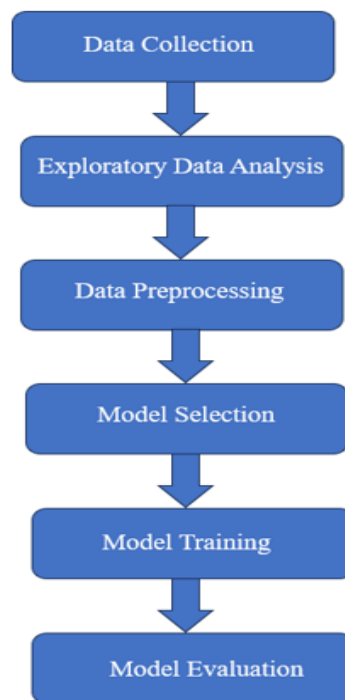 Data Collection
Exploratory Data Analysis
Data Preprocessing
Model Selection
Model Training
Model Evaluation